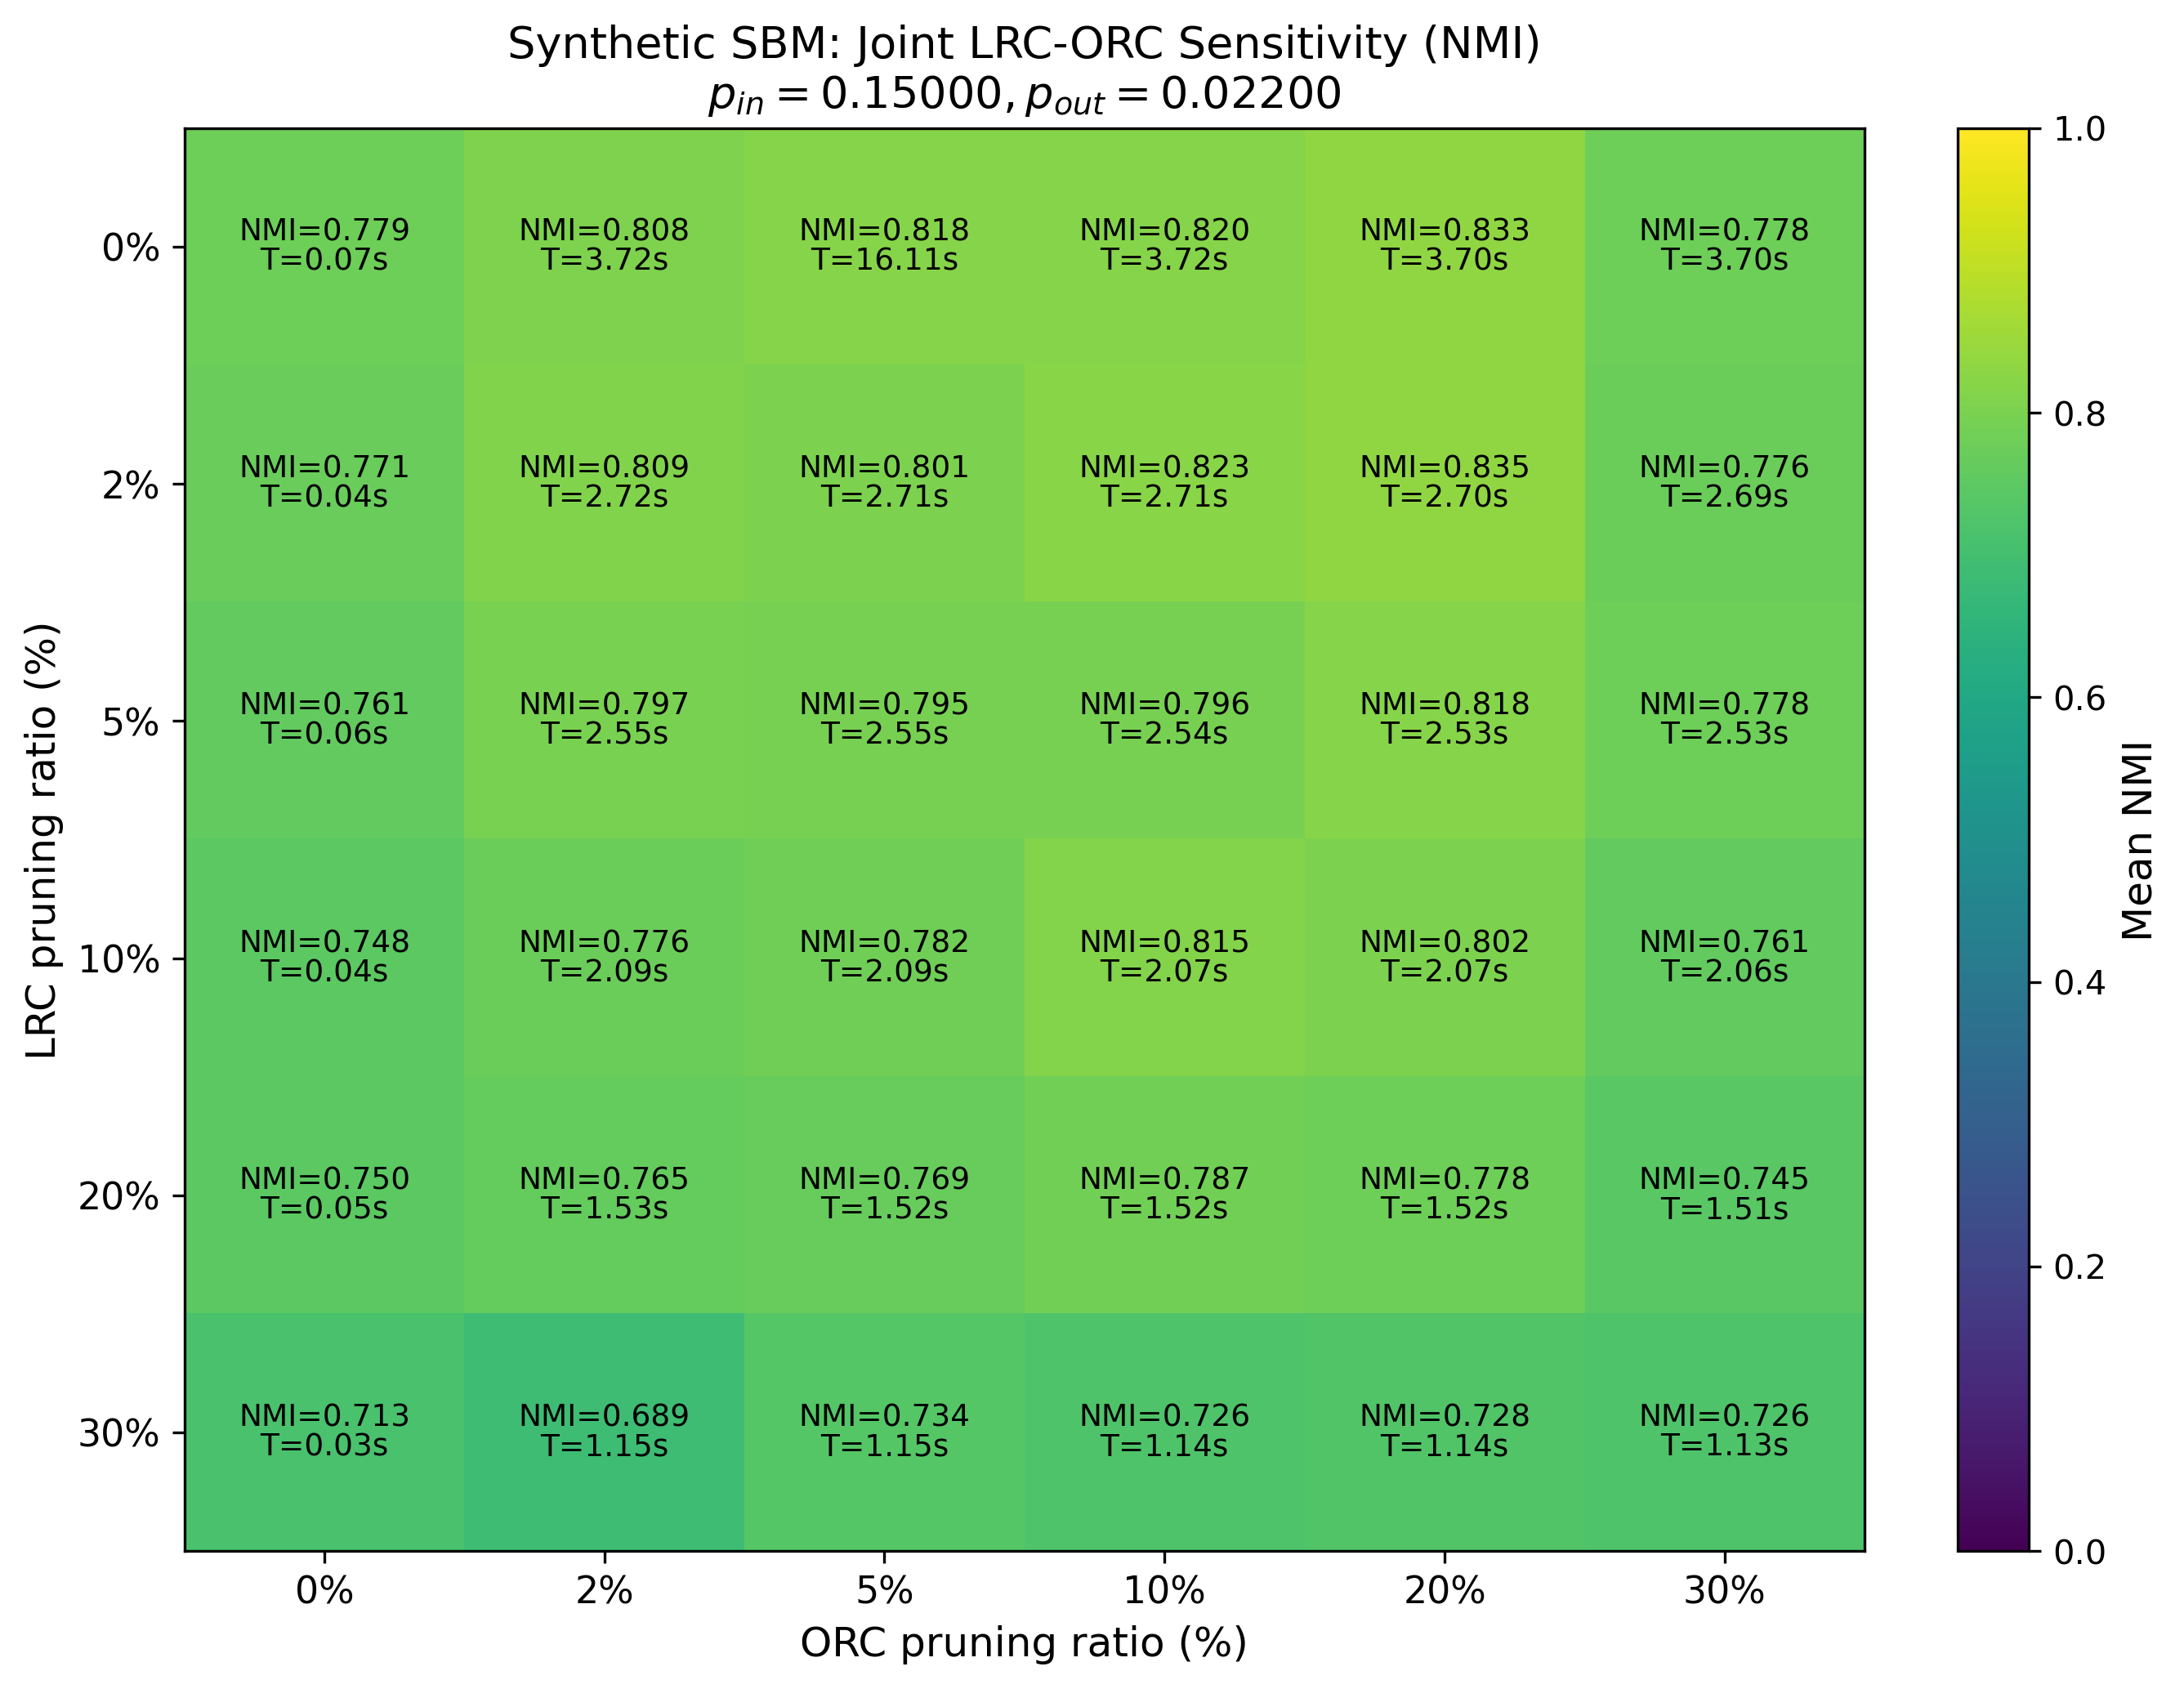 Synthetic SBM: Joint LRC-ORC Sensitivity (NMI)
p_in = 0.15000, p_out = 0.02200
LRC pruning ratio (%)
0%
NMI=0.779
T=0.07s
NMI=0.808
T=3.72s
NMI=0.818
T=16.11s
NMI=0.820
T=3.72s
NMI=0.833
T=3.70s
NMI=0.778
T=3.70s
2%
NMI=0.771
T=0.04s
NMI=0.809
T=2.72s
NMI=0.801
T=2.71s
NMI=0.823
T=2.71s
NMI=0.835
T=2.70s
NMI=0.776
T=2.69s
5%
NMI=0.761
T=0.06s
NMI=0.797
T=2.55s
NMI=0.795
T=2.55s
NMI=0.796
T=2.54s
NMI=0.818
T=2.53s
NMI=0.778
T=2.53s
10%
NMI=0.748
T=0.04s
NMI=0.776
T=2.09s
NMI=0.782
T=2.09s
NMI=0.815
T=2.07s
NMI=0.802
T=2.07s
NMI=0.761
T=2.06s
20%
NMI=0.750
T=0.05s
NMI=0.765
T=1.53s
NMI=0.769
T=1.52s
NMI=0.787
T=1.52s
NMI=0.778
T=1.52s
NMI=0.745
T=1.51s
30%
NMI=0.713
T=0.03s
NMI=0.689
T=1.15s
NMI=0.734
T=1.15s
NMI=0.726
T=1.14s
NMI=0.728
T=1.14s
NMI=0.726
T=1.13s
0%
2%
5%
10%
20%
30%
ORC pruning ratio (%)
1.0
0.8
0.6
0.4
0.2
0.0
Mean NMI